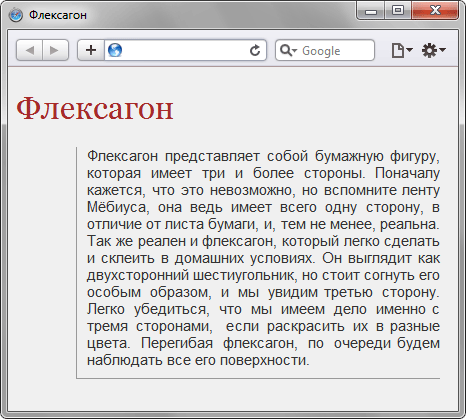 Флексагон
Google
Флексагон
Флексагон представляет собой бумажную фигуру,
которая имеет три и более стороны. Поначалу
кажется, что это невозможно, но вспомните ленту
Мёбиуса, она ведь имеет всего одну сторону, в
отличие от листа бумаги, и, тем не менее, реальна.
Так же реален и флексагон, который легко сделать
и склеить в домашних условиях. Он выглядит как
двухсторонний шестиугольник, но стоит согнуть его
особым образом, и мы увидим третью сторону.
Легко убедиться, что мы имеем дело именно с
тремя сторонами, если раскрасить их в разные
цвета. Перегибая флексагон, по очереди будем
наблюдать все его поверхности.